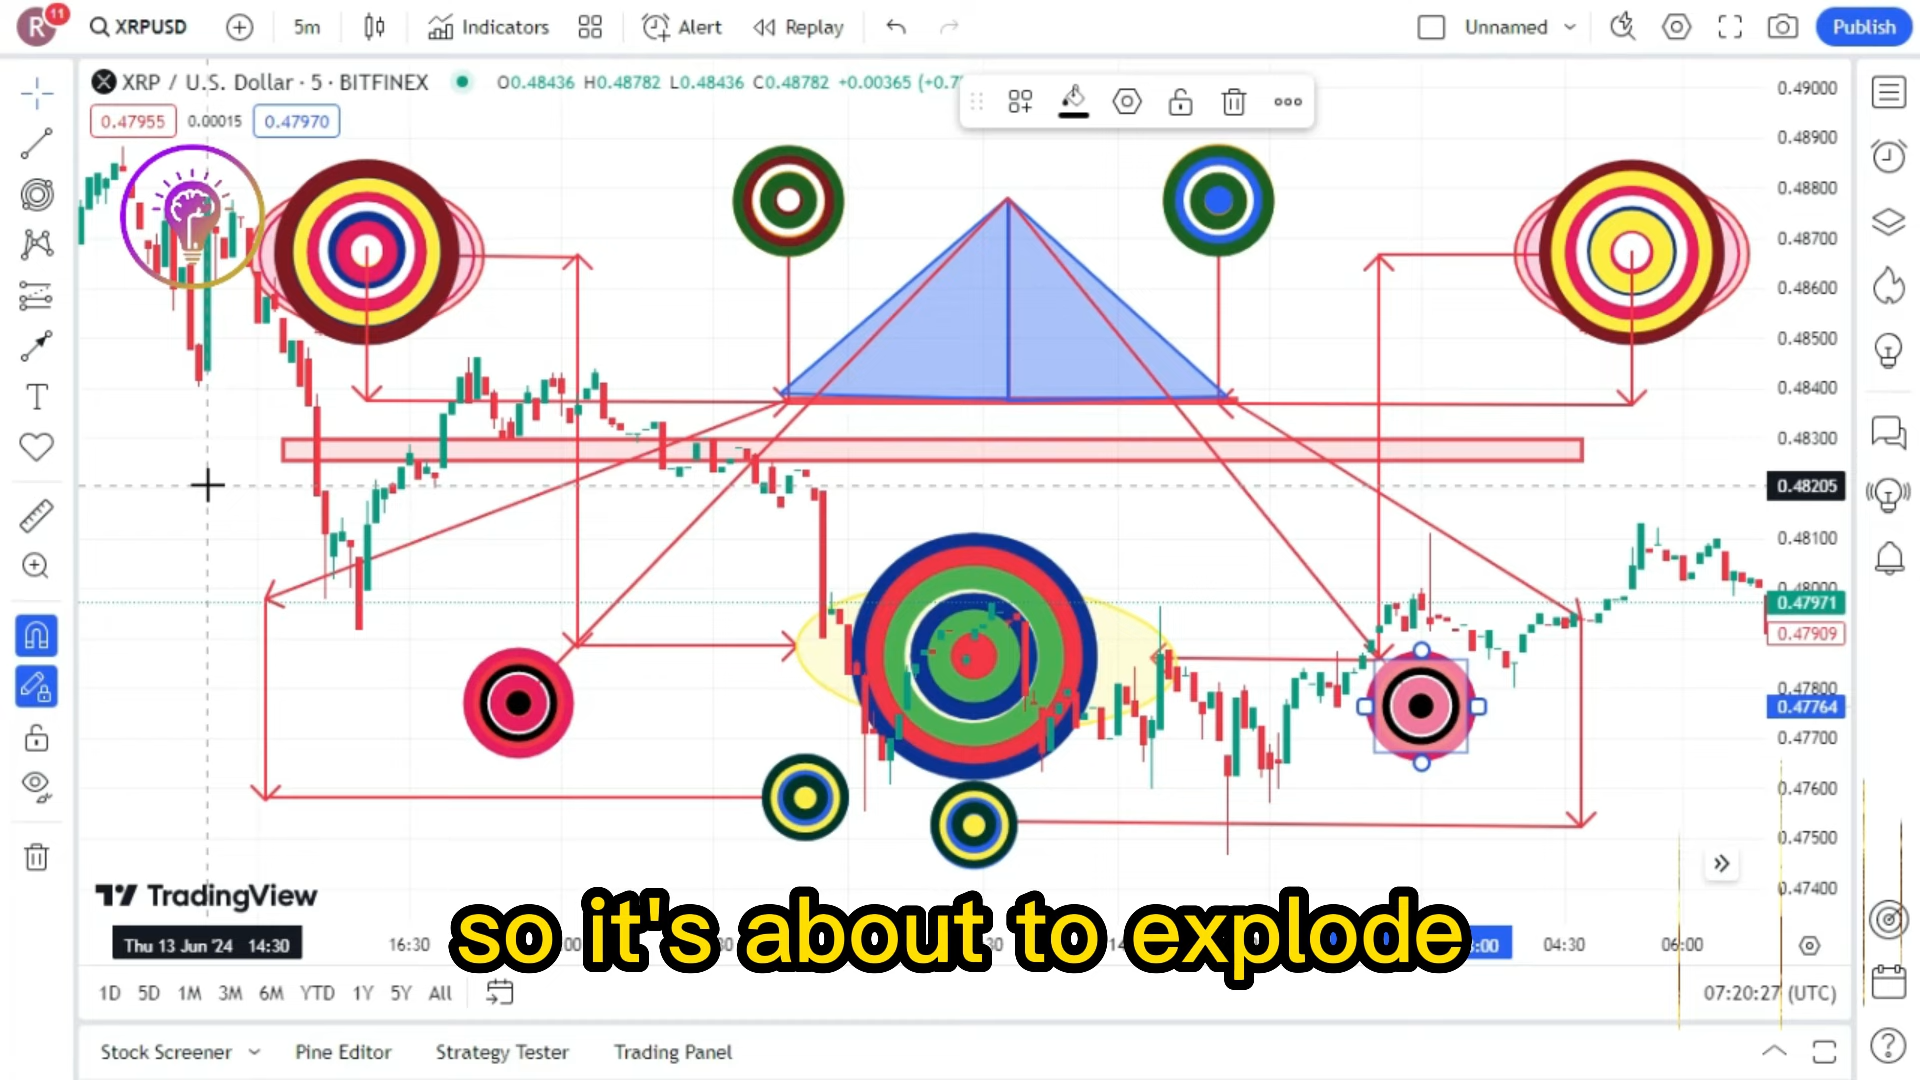 R 11
XRPUSD
5m
Indicators
Alert
Replay
Unnamed
Publish
XRP / U.S. Dollar · 5 · BITFINEX
O0.48436 H0.48782 L0.48436 C0.48782 +0.00365
0.47955 0.00015 0.47970
0.49000
0.48900
0.48800
0.48700
0.48600
0.48500
0.48400
0.48300
0.48205
0.48100
0.48000
0.47971
0.47909
0.47800
0.47764
0.47700
0.47600
0.47500
0.47400
TradingView
so it's about to explode
Thu 13 Jun '24 14:30 16:30 04:30 06:00
1D 5D 1M 3M 6M YTD 1Y 5Y All
07:20:27 (UTC)
Stock Screener Pine Editor Strategy Tester Trading Panel